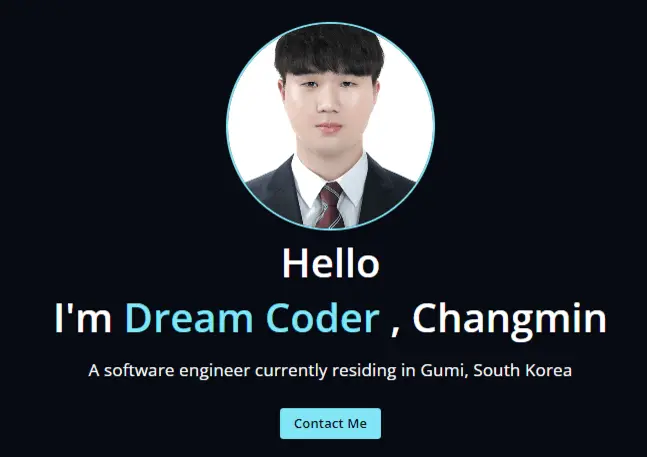 Hello
I'm Dream Coder , Changmin
A software engineer currently residing in Gumi, South Korea
Contact Me